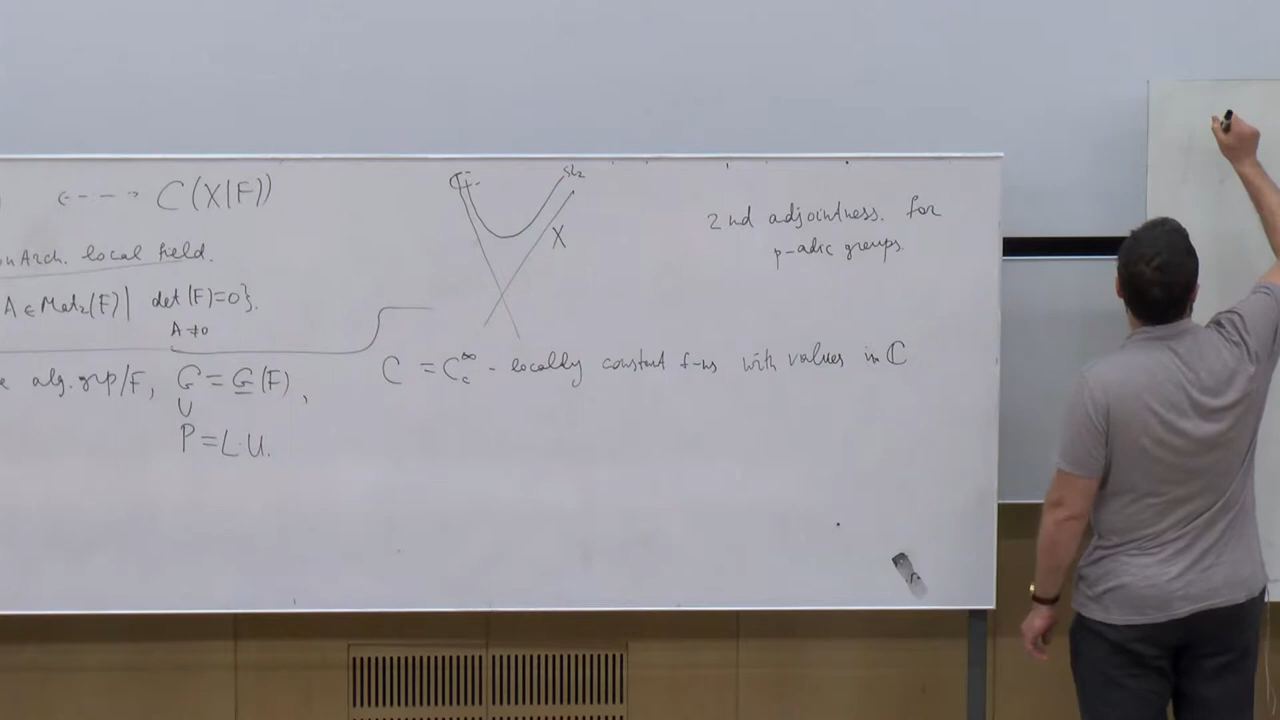 <----> C(X(F))
nArch. local field.
A ∈ Mat₂(F) | det(F)=0}.
A ≠ 0
alg. grp/F, G = G(F),
∪
P = L·U.
SL₂
X
C = C_c^∞ - locally constant f-ns with values in ℂ
2nd adjointness. for
p-adic groups.